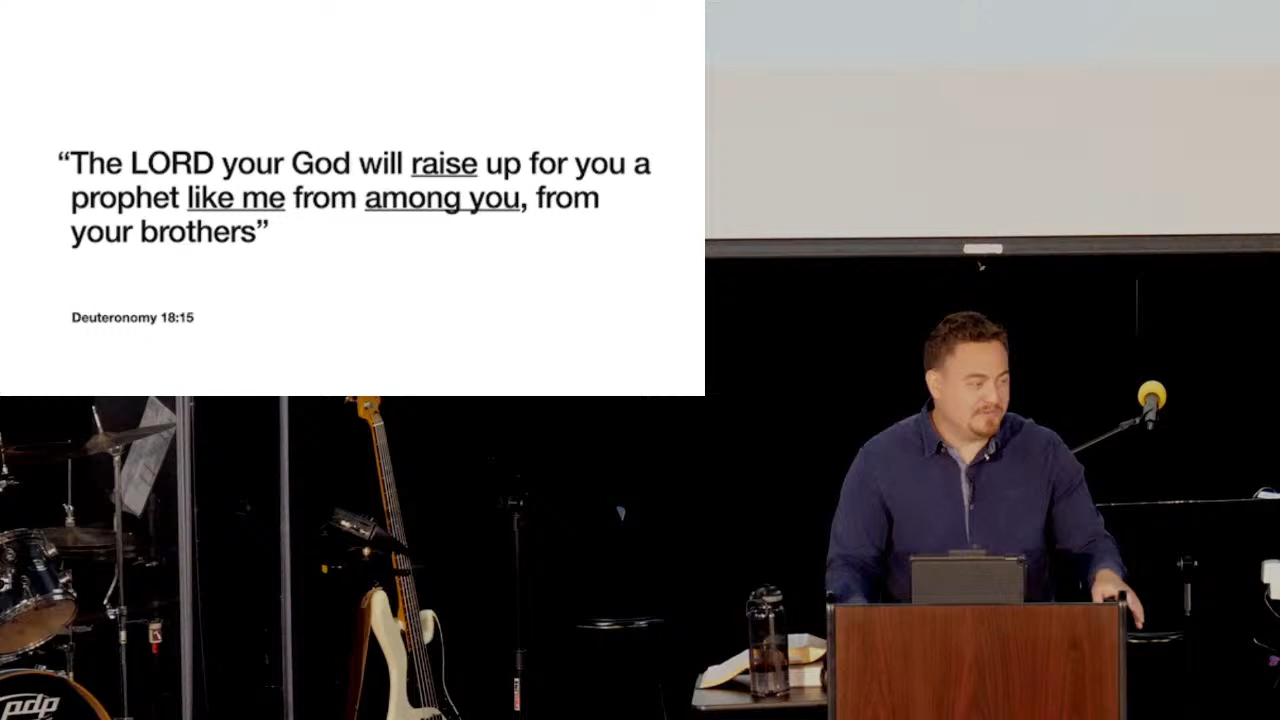 “The LORD your God will raise up for you a
prophet like me from among you, from
your brothers”
Deuteronomy 18:15
pdp